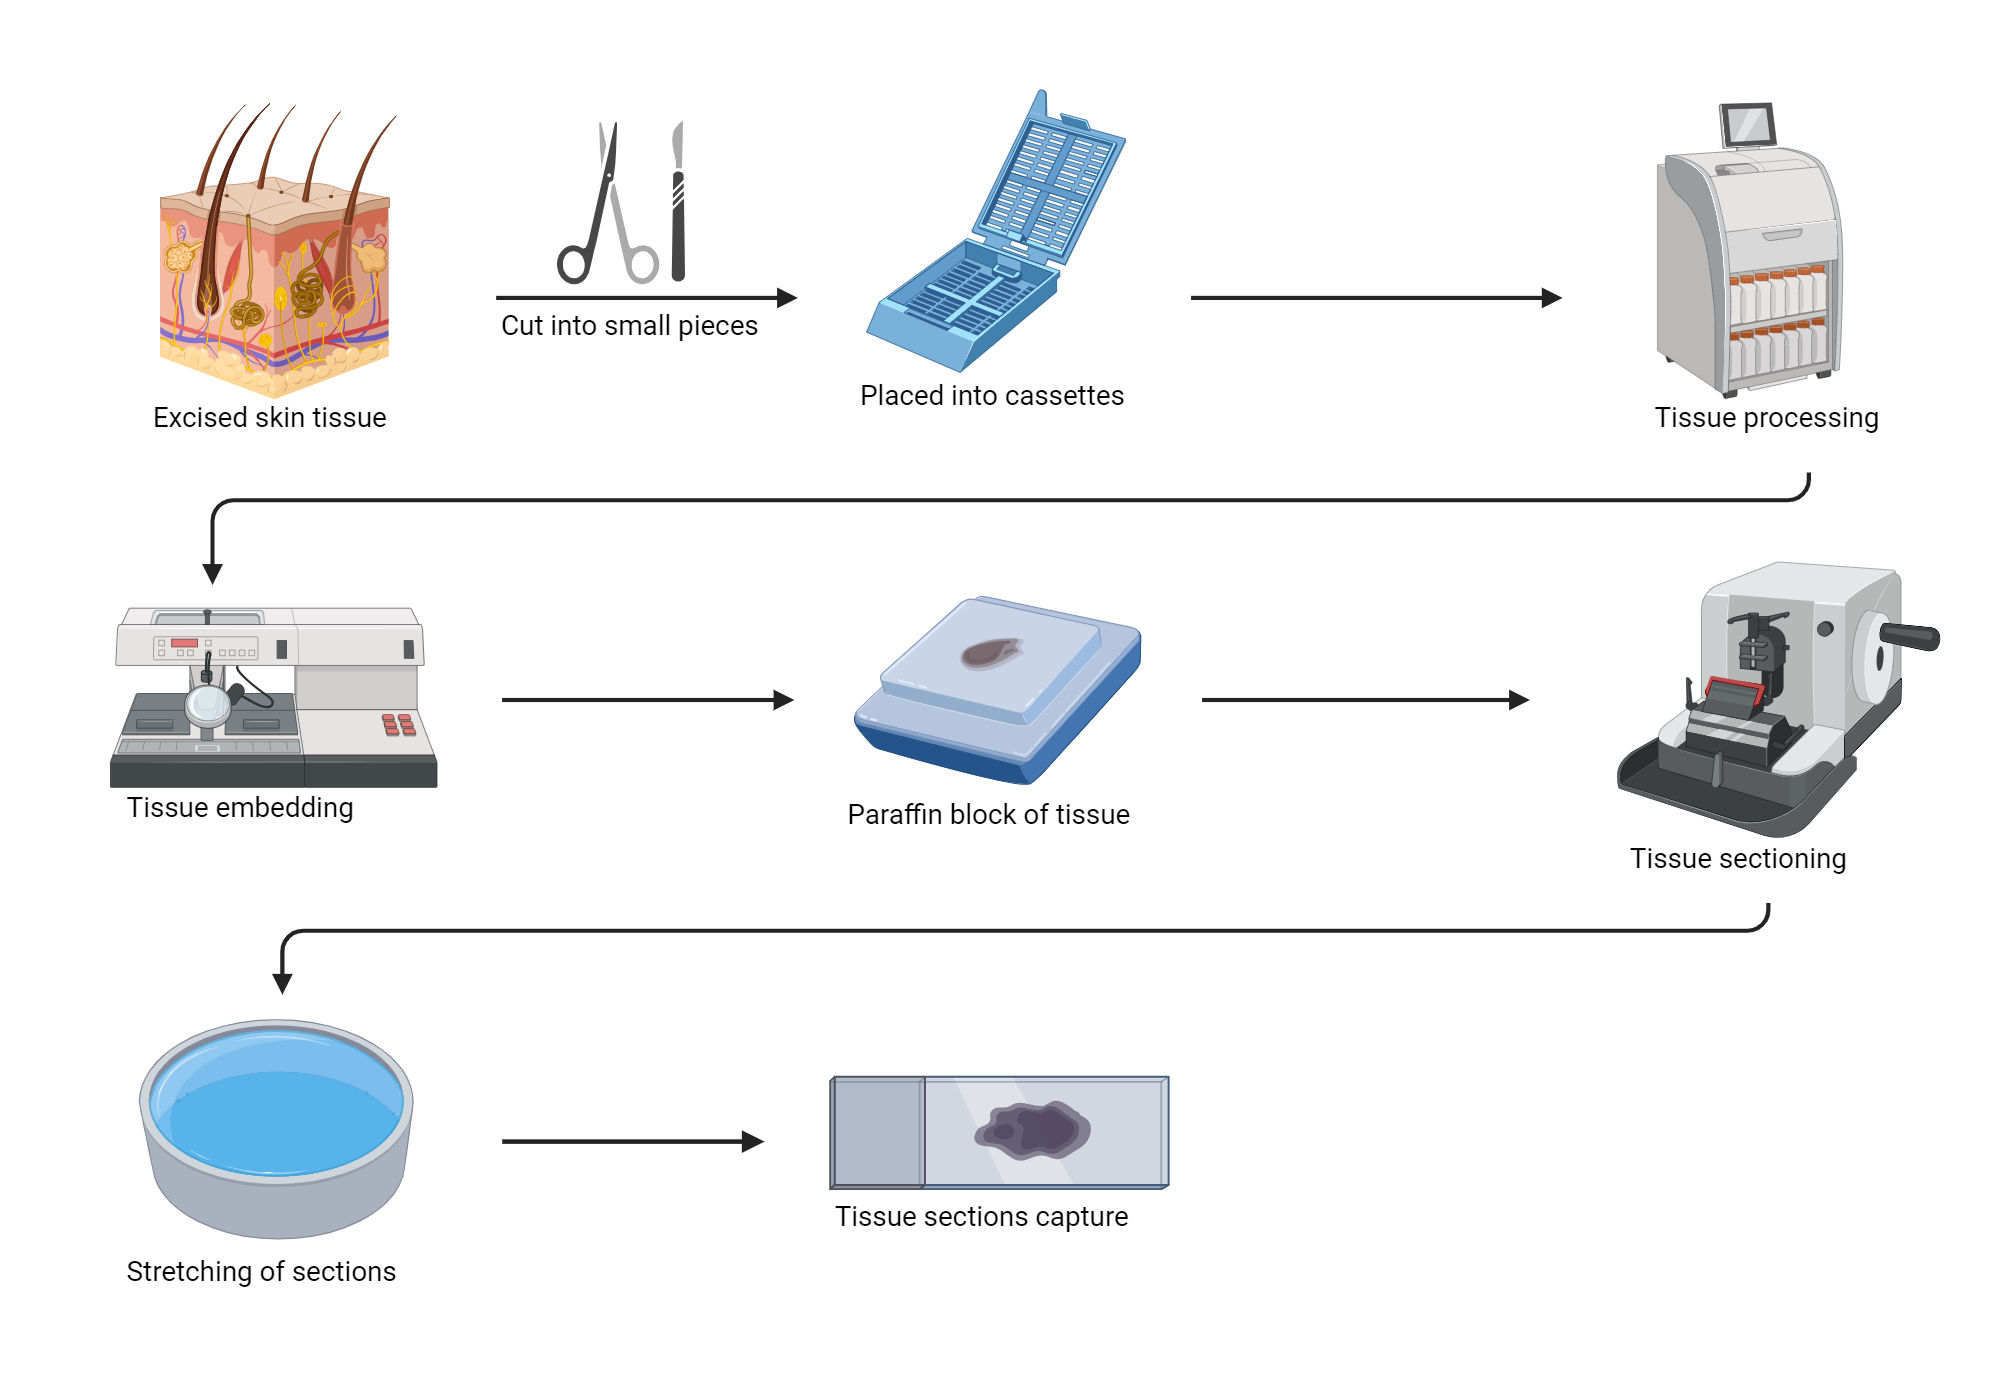 Cut into small pieces
Placed into cassettes
Excised skin tissue
Tissue processing
Tissue embedding
Paraffin block of tissue
Tissue sectioning
Stretching of sections
Tissue sections capture